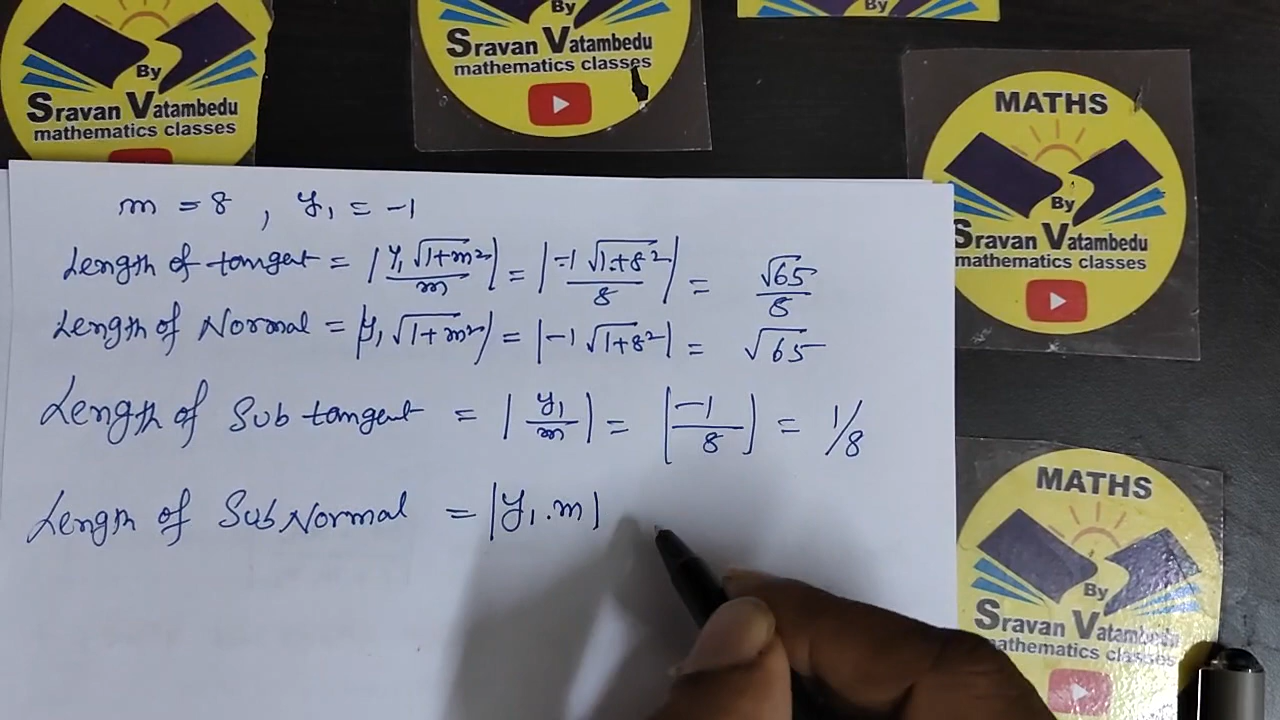 By
Sravan Vatambedu
mathematics classes
By
Sravan Vatambedu
mathematics classes
By
MATHS
By
Sravan Vatambedu
mathematics classes
m = 8 , y₁ = -1
Length of tangent = |y₁ √1+m² / m| = |-1 √1+8² / 8| = √65 / 8
Length of Normal = |y₁ √1+m²| = |-1 √1+8²| = √65
Length of Sub tangent = |y₁ / m| = |-1 / 8| = 1/8
Length of SubNormal = |y₁ . m|
MATHS
By
Sravan Vatambedu
mathematics classes